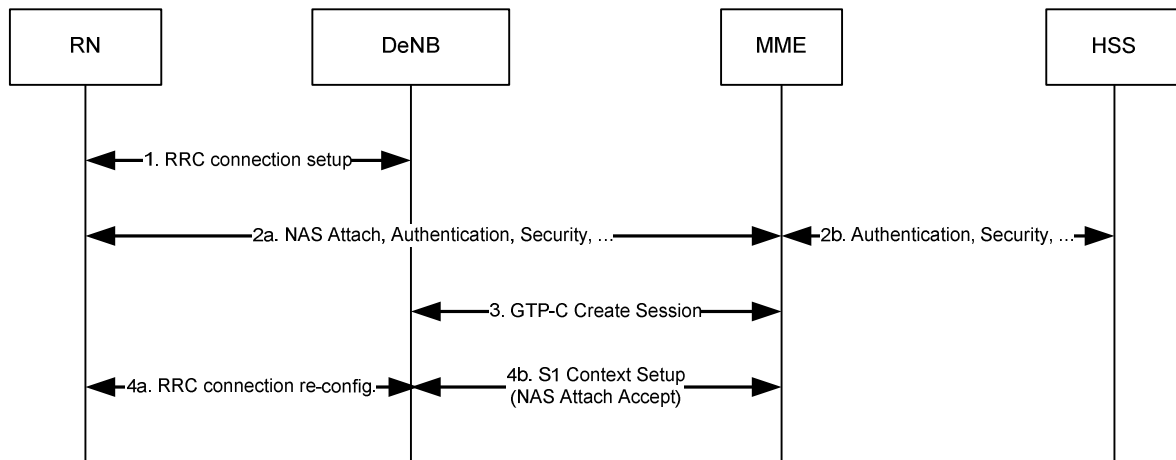 RN
DeNB
MME
HSS
1. RRC connection setup
2a. NAS Attach, Authentication, Security, ...
2b. Authentication, Security, ...
3. GTP-C Create Session
4a. RRC connection re-config.
4b. S1 Context Setup
(NAS Attach Accept)